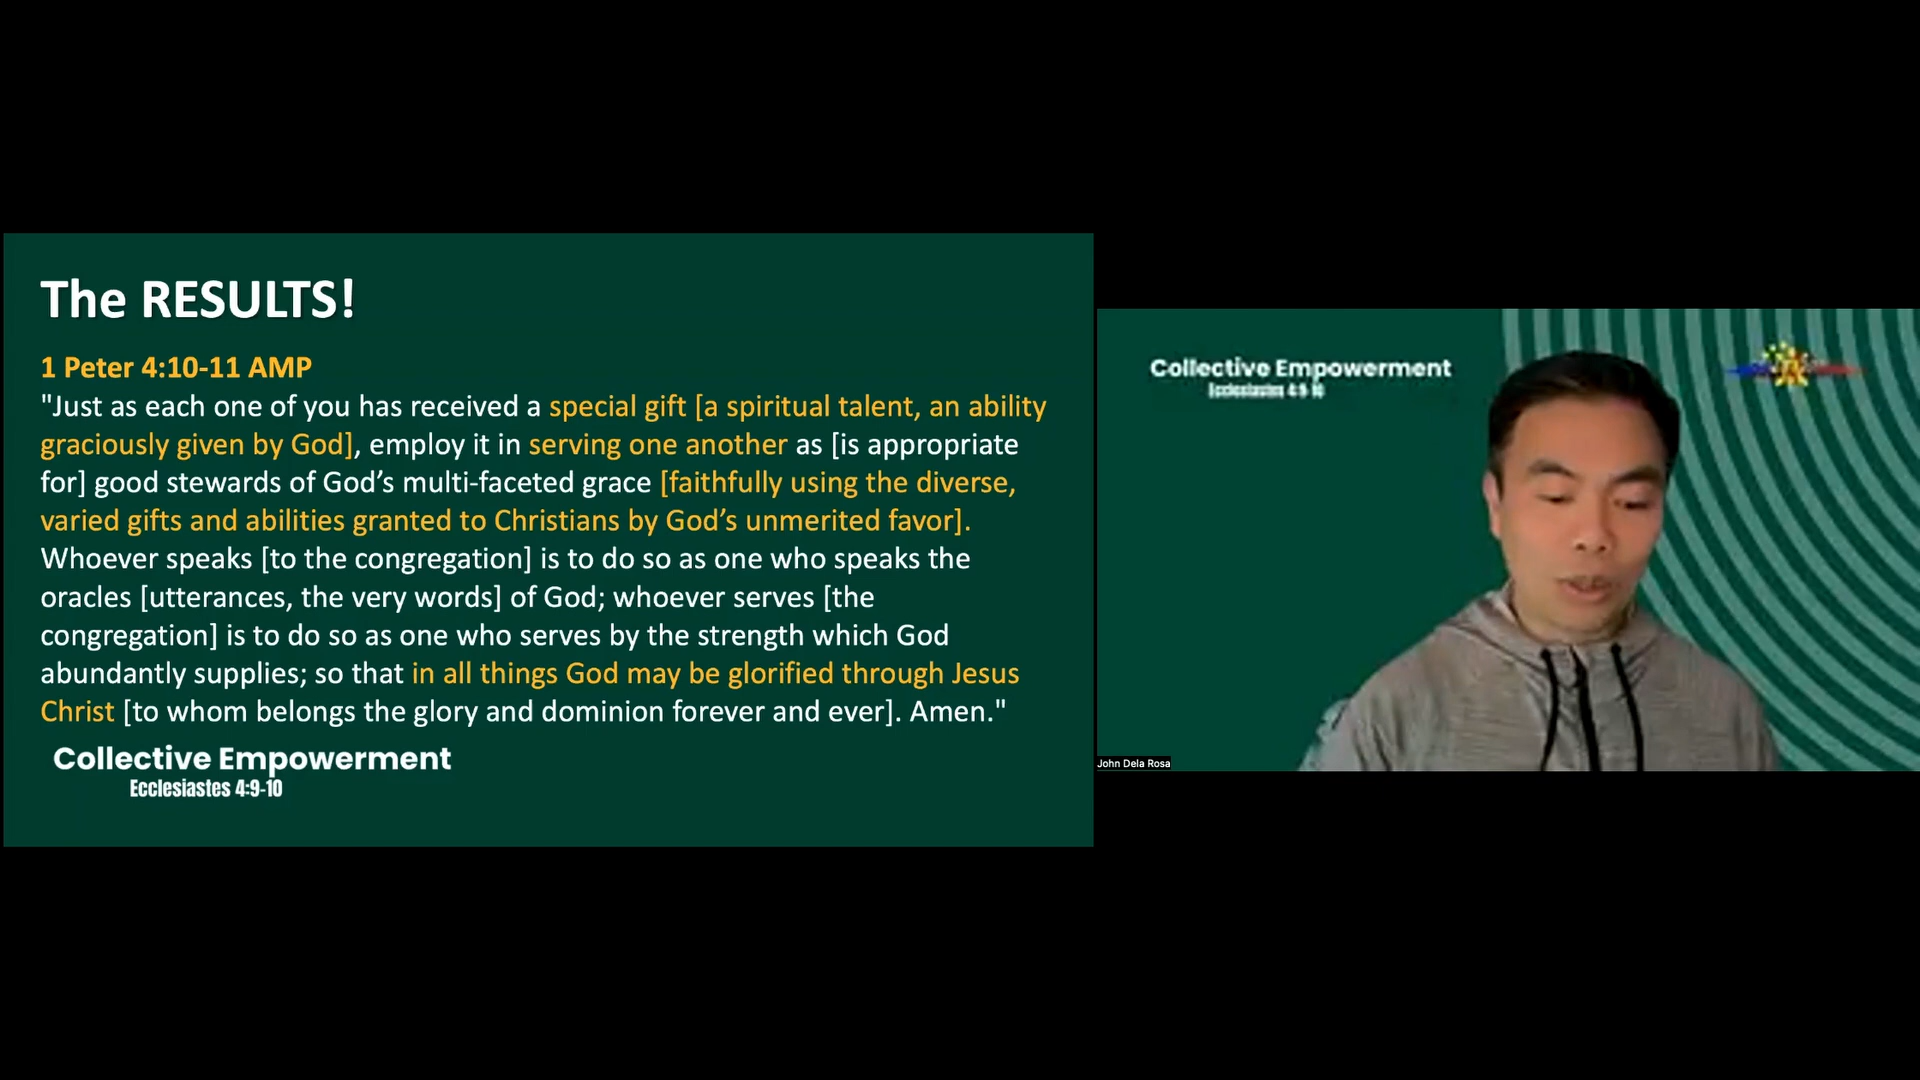 The RESULTS!
1 Peter 4:10-11 AMP
"Just as each one of you has received a special gift [a spiritual talent, an ability
graciously given by God], employ it in serving one another as [is appropriate
for] good stewards of God’s multi-faceted grace [faithfully using the diverse,
varied gifts and abilities granted to Christians by God’s unmerited favor].
Whoever speaks [to the congregation] is to do so as one who speaks the
oracles [utterances, the very words] of God; whoever serves [the
congregation] is to do so as one who serves by the strength which God
abundantly supplies; so that in all things God may be glorified through Jesus
Christ [to whom belongs the glory and dominion forever and ever]. Amen."
Collective Empowerment
Ecclesiastes 4:9-10
Collective Empowerment
Ecclesiastes 4:9-10
John Dela Rosa